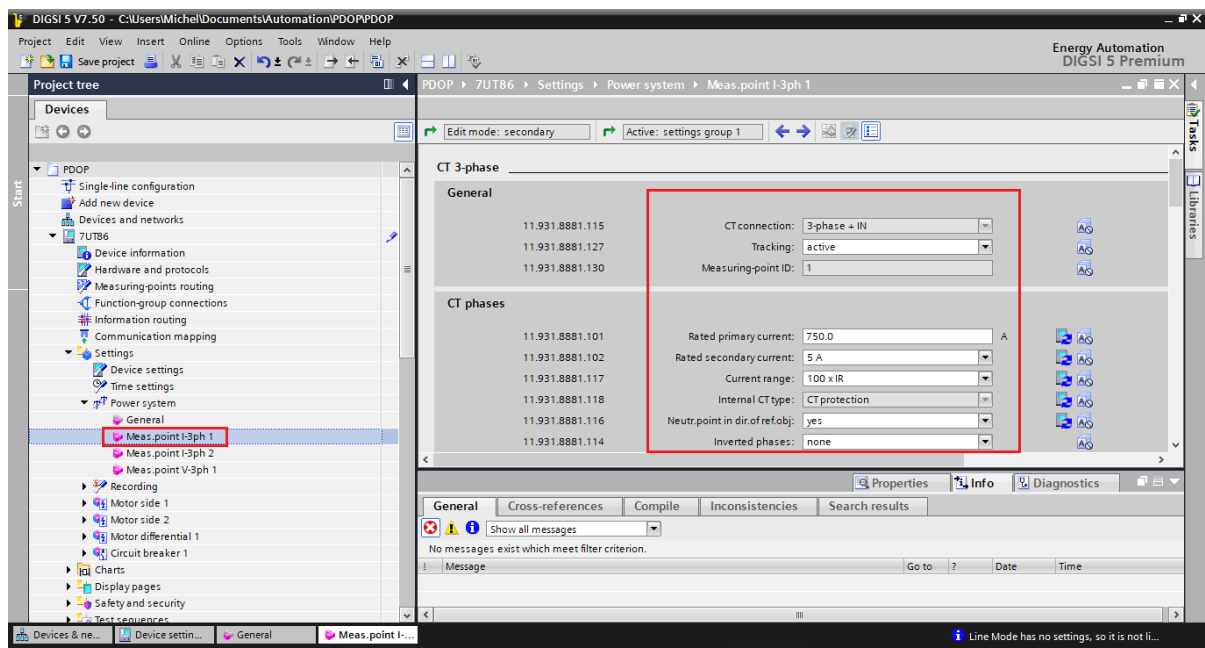 DIGSI 5 V7.50 - C:\Users\Michel\Documents\Automation\PDOP\PDOP
Project Edit View Insert Online Options Tools Window Help
Save project
Energy Automation
DIGSI 5 Premium
Start
Project tree
Devices
PDOP
Single-line configuration
Add new device
Devices and networks
7UT86
Device information
Hardware and protocols
Measuring-points routing
Function-group connections
Information routing
Communication mapping
Settings
Device settings
Time settings
Power system
General
Meas.point I-3ph 1
Meas.point I-3ph 2
Meas.point V-3ph 1
Recording
Motor side 1
Motor side 2
Motor differential 1
Circuit breaker 1
Charts
Display pages
Safety and security
Test sequences
PDOP 7UT86 Settings Power system Meas.point I-3ph 1
Edit mode: secondary Active: settings group 1
CT 3-phase
General
11.931.8881.115 CT connection: 3-phase + IN
11.931.8881.127 Tracking: active
11.931.8881.130 Measuring-point ID: 1
CT phases
11.931.8881.101 Rated primary current: 750.0 A
11.931.8881.102 Rated secondary current: 5 A
11.931.8881.117 Current range: 100 x IR
11.931.8881.118 Internal CT type: CT protection
11.931.8881.116 Neutr.point in dir.of ref.obj: yes
11.931.8881.114 Inverted phases: none
Tasks
Libraries
Properties Info Diagnostics
General Cross-references Compile Inconsistencies Search results
Show all messages
No messages exist which meet filter criterion.
! Message Go to ? Date Time
Devices & ne... Device settin... General Meas.point I-... Line Mode has no settings, so it is not li...